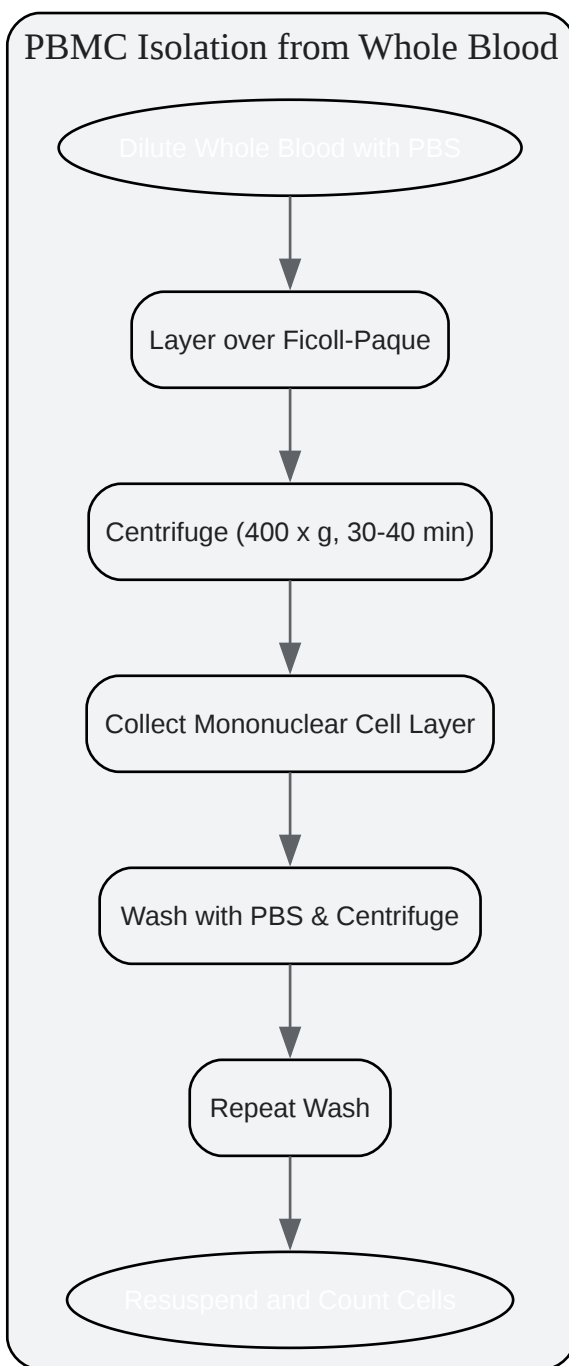 PBMC Isolation from Whole Blood
Dilute Whole Blood with PBS
Layer over Ficoll-Paque
Centrifuge (400 x g, 30-40 min)
Collect Mononuclear Cell Layer
Wash with PBS & Centrifuge
Repeat Wash
Resuspend and Count Cells